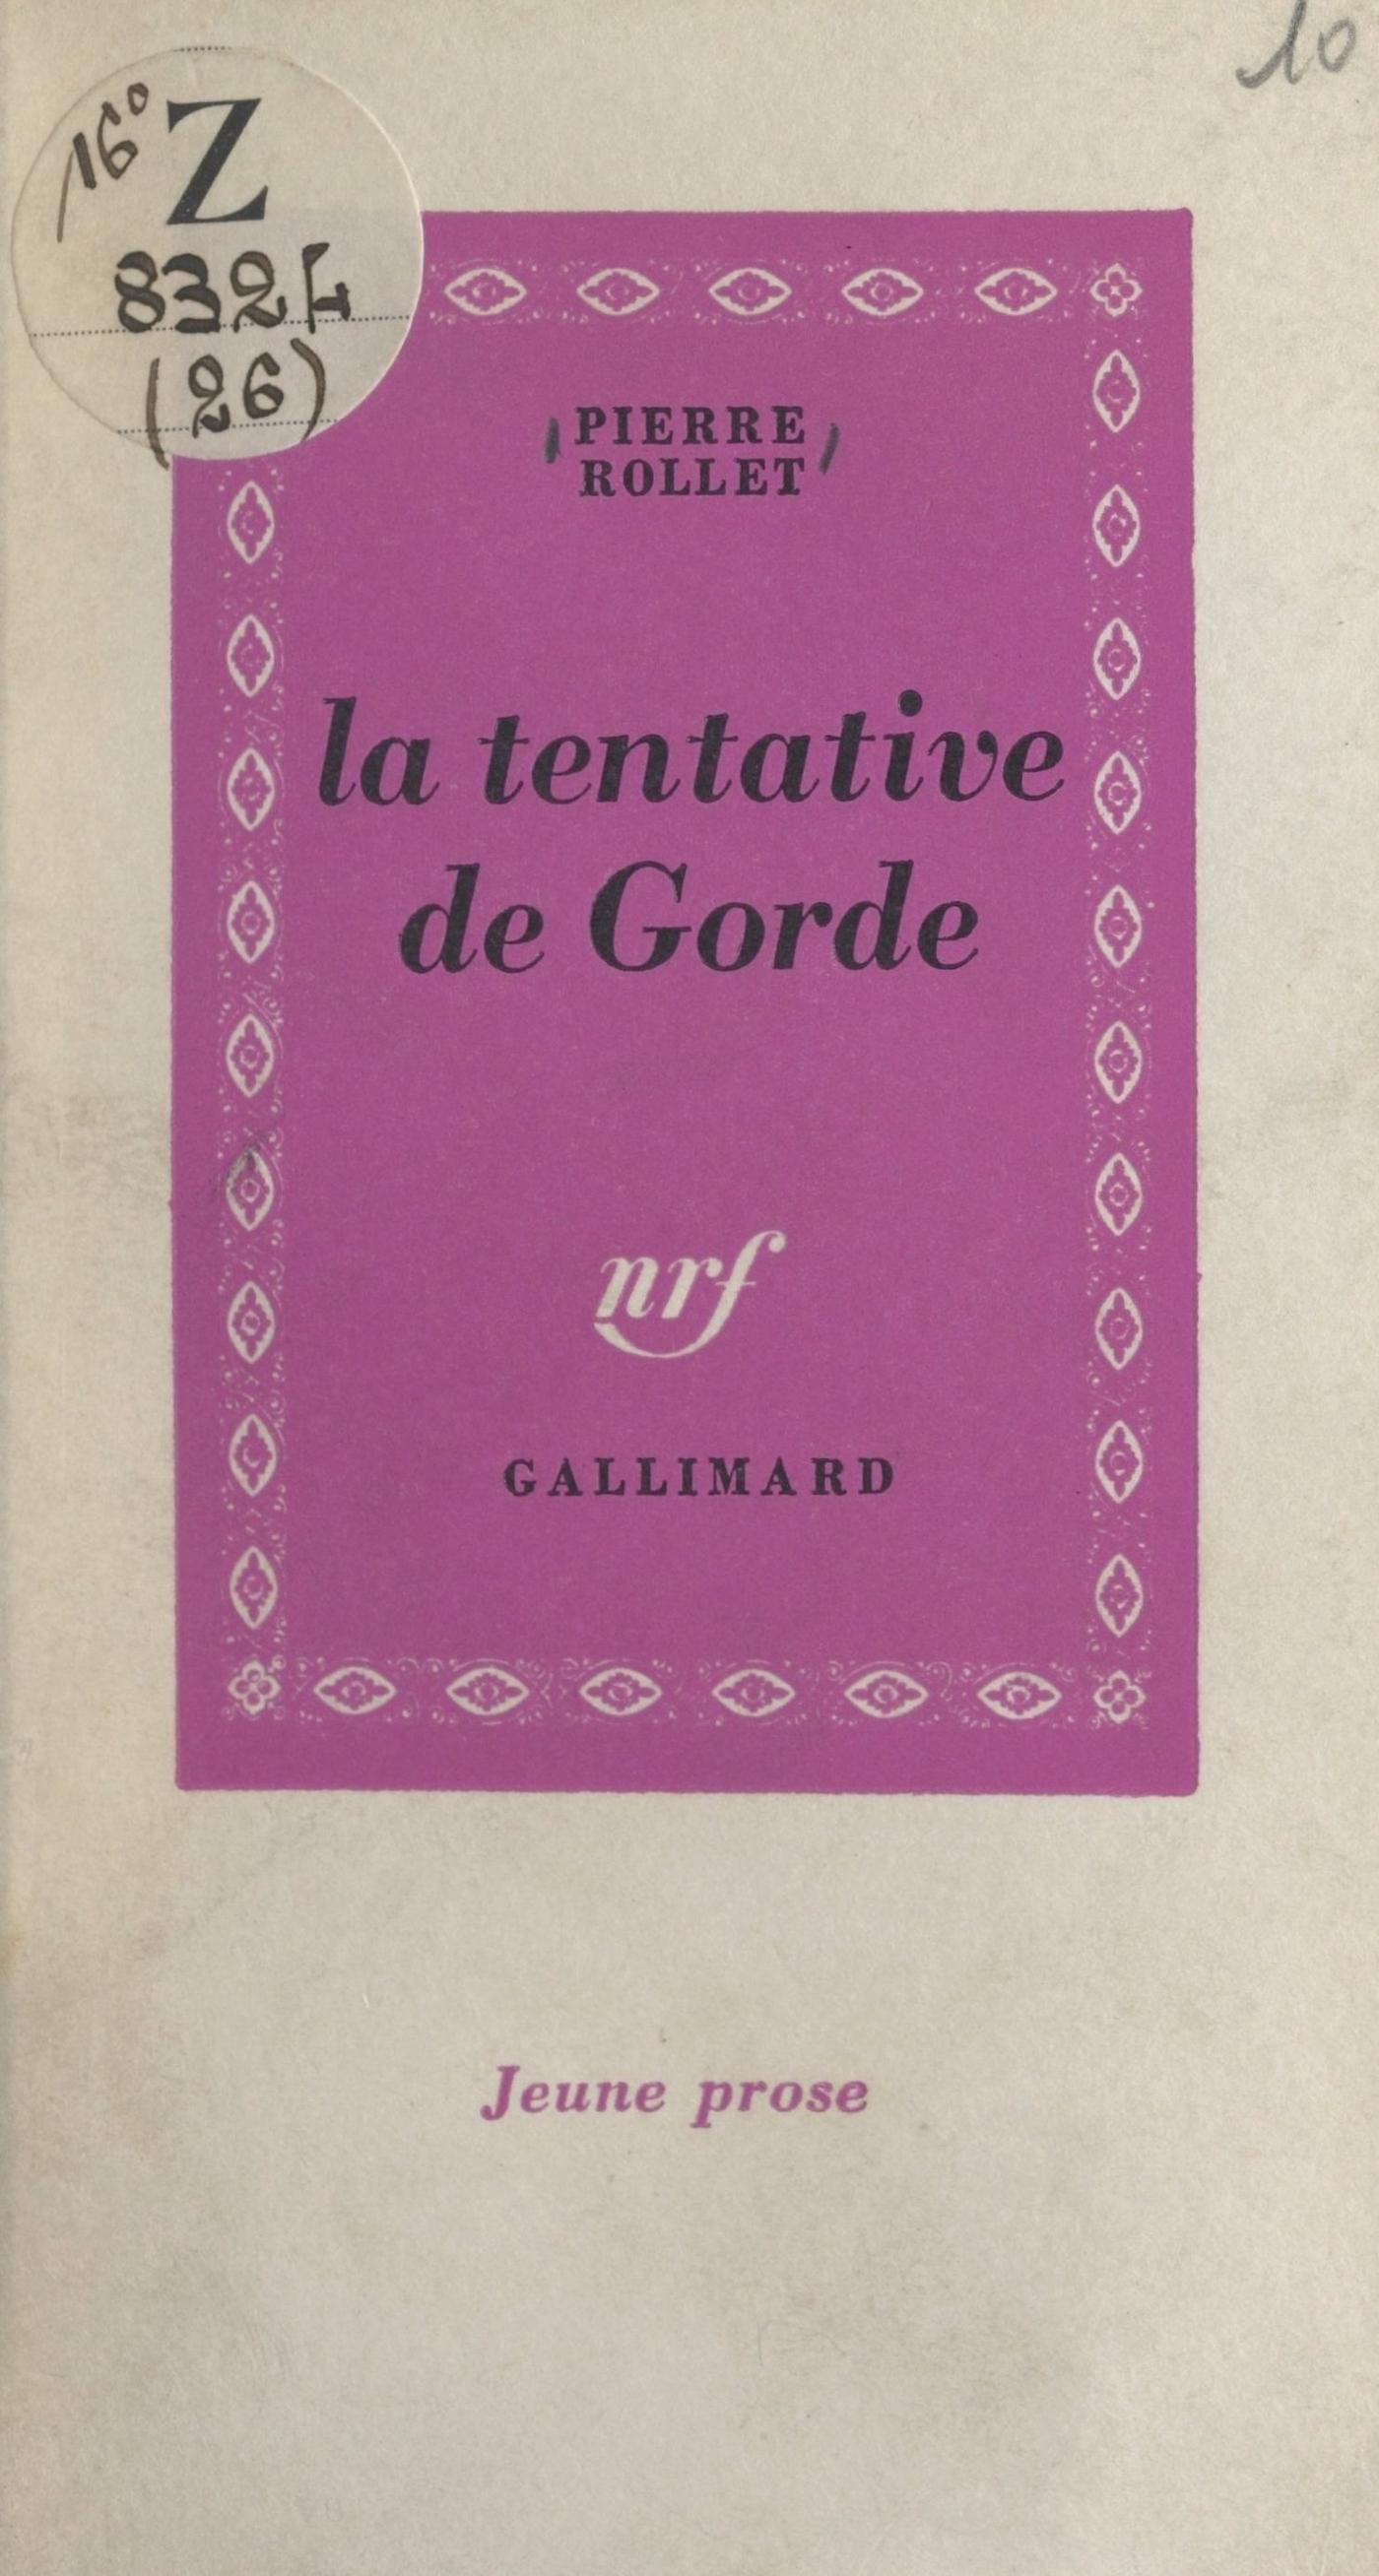 10
16° Z
8324
(26)
PIERRE
ROLLET
la tentative
de Gorde
nrf
GALLIMARD
Jeune prose